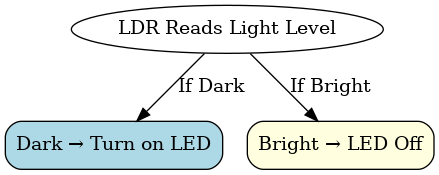 LDR Reads Light Level
If Dark
If Bright
Dark → Turn on LED
Bright → LED Off